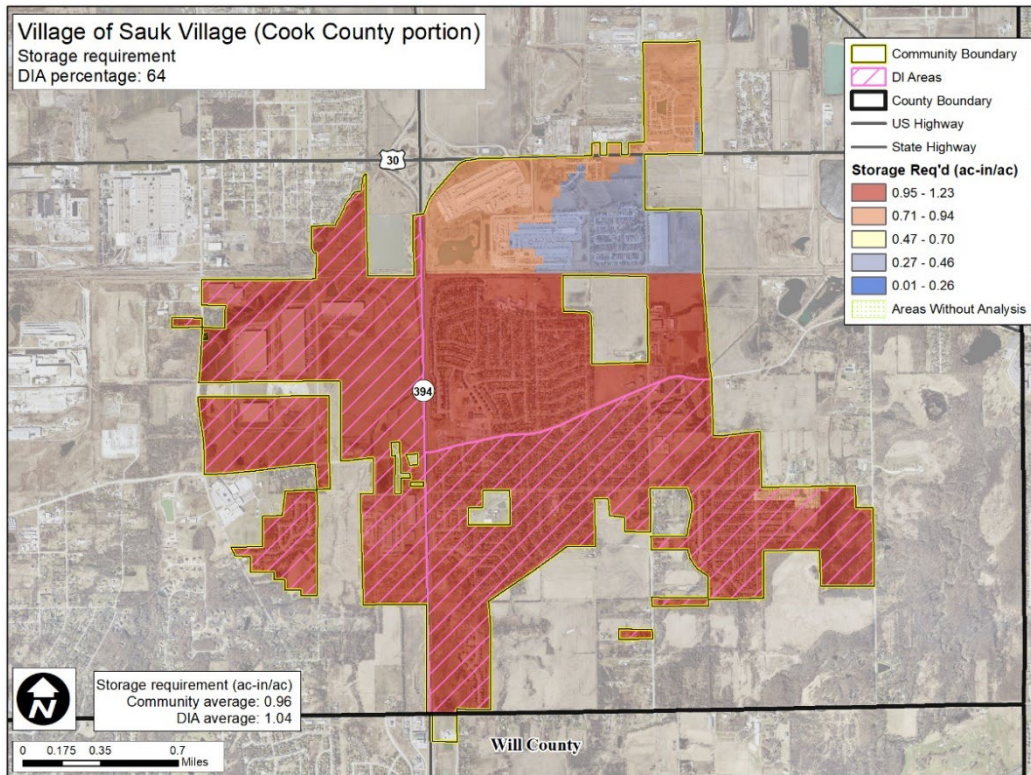 Village of Sauk Village (Cook County portion)
Storage requirement
DIA percentage: 64
Community Boundary
DI Areas
County Boundary
US Highway
State Highway
Storage Req'd (ac-in/ac)
0.95 - 1.23
0.71 - 0.94
0.47 - 0.70
0.27 - 0.46
0.01 - 0.26
Areas Without Analysis
30
394
N
Storage requirement (ac-in/ac)
Community average: 0.96
DIA average: 1.04
0 0.175 0.35 0.7
Miles
Will County